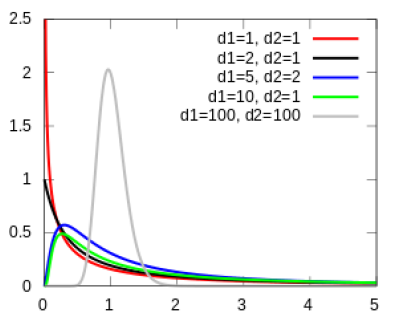 2.5
2
1.5
1
0.5
0
0 1 2 3 4 5
d1=1, d2=1
d1=2, d2=1
d1=5, d2=2
d1=10, d2=1
d1=100, d2=100